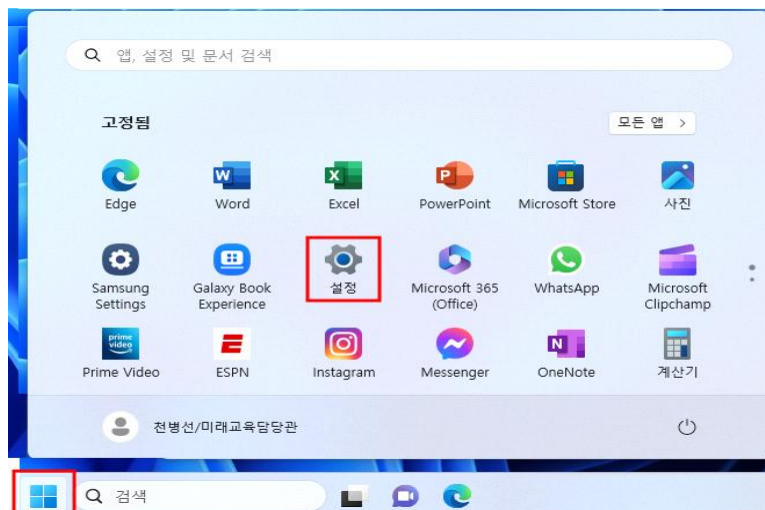 앱, 설정 및 문서 검색
고정됨
모든 앱 >
Edge
Word
Excel
PowerPoint
Microsoft Store
사진
Samsung
Settings
Galaxy Book
Experience
설정
Microsoft 365
(Office)
WhatsApp
Microsoft
Clipchamp
prime
video
Prime Video
ESPN
Instagram
Messenger
OneNote
계산기
천병선/미래교육담당관
검색